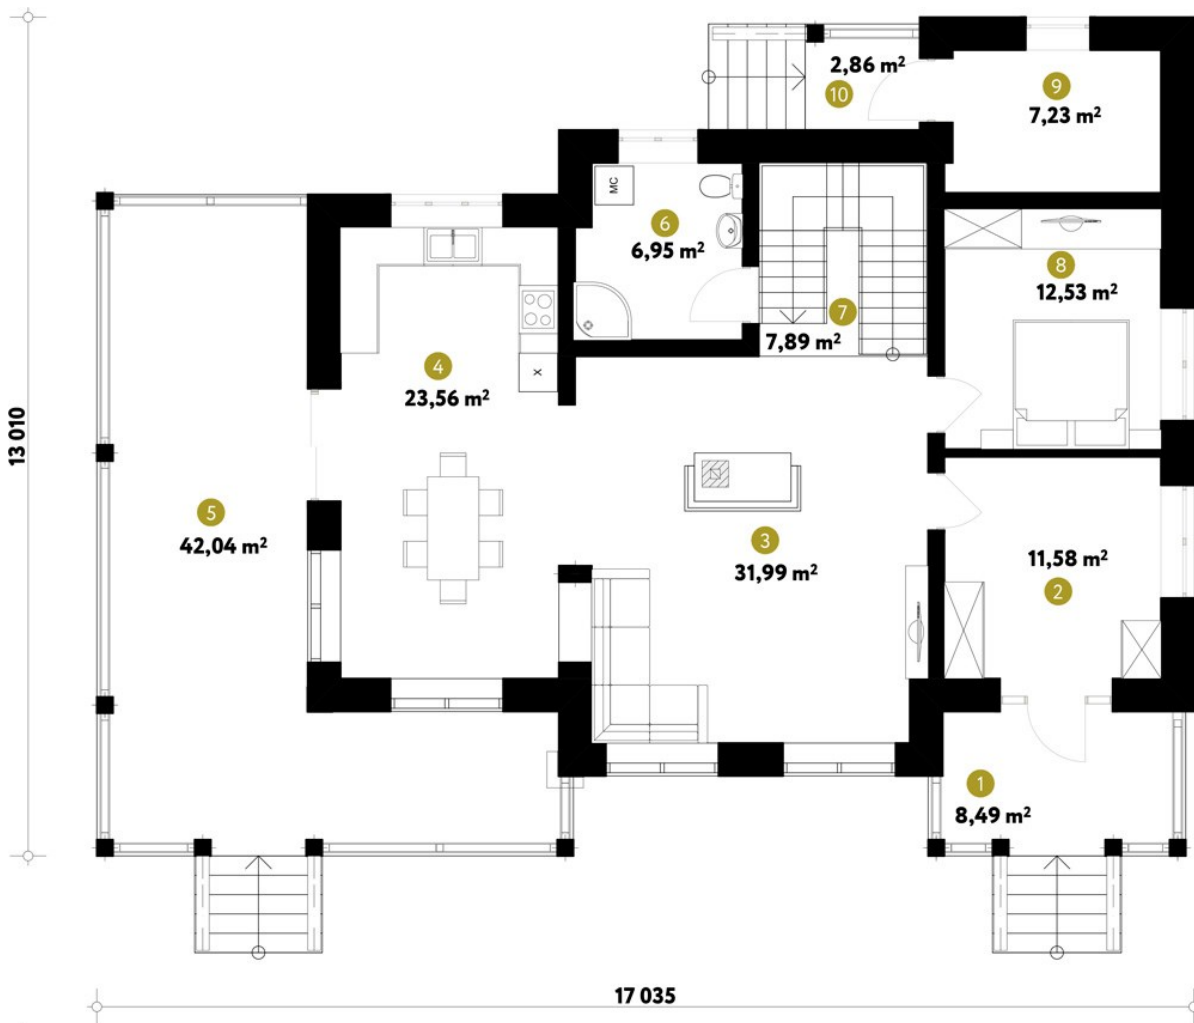 2,86 m²
10
9
7,23 m²
MC
6
6,95 m²
8
12,53 m²
7
7,89 m²
4
23,56 m²
X
13 010
5
42,04 m²
3
31,99 m²
11,58 m²
2
1
8,49 m²
17 035